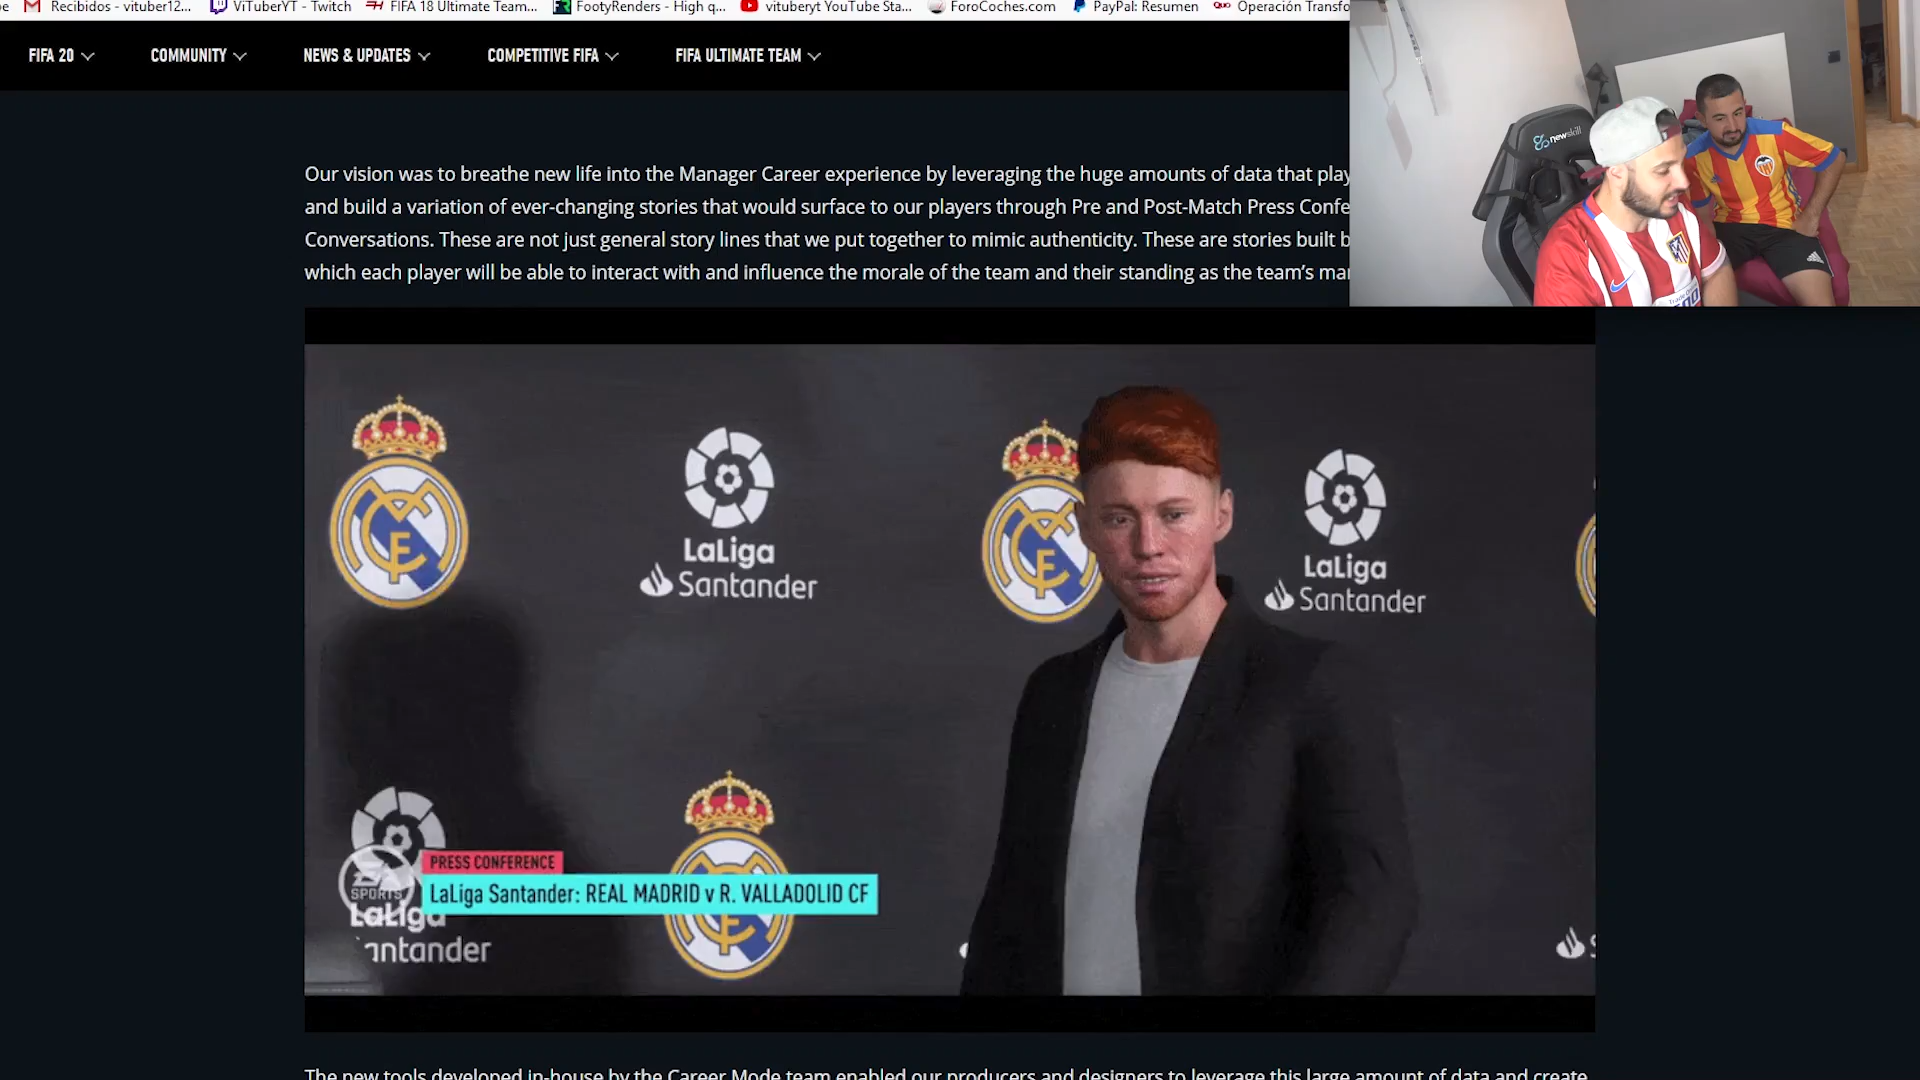 Recibidos - vituber12...
ViTuberYT - Twitch
FIFA 18 Ultimate Team...
FootyRenders - High q...
vituberyt YouTube Sta...
ForoCoches.com
PayPal: Resumen
Operación Transfo
FIFA 20
COMMUNITY
NEWS & UPDATES
COMPETITIVE FIFA
FIFA ULTIMATE TEAM
newskill
Our vision was to breathe new life into the Manager Career experience by leveraging the huge amounts of data that play
and build a variation of ever-changing stories that would surface to our players through Pre and Post-Match Press Confe
Conversations. These are not just general story lines that we put together to mimic authenticity. These are stories built b
which each player will be able to interact with and influence the morale of the team and their standing as the team's ma
LaLiga
Santander
LaLiga
Santander
PRESS CONFERENCE
LaLiga Santander: REAL MADRID v R. VALLADOLID CF
EA
SPORTS
LaLiga
antander
The new tools developed in-house by the Career Mode team enabled our producers and designers to leverage this large amount of data and create